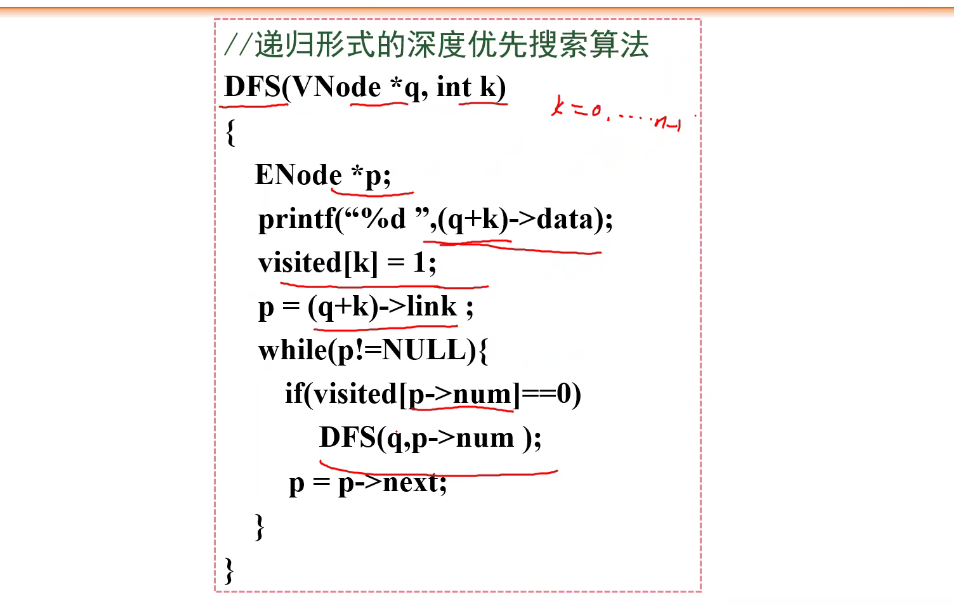 //递归形式的深度优先搜索算法
DFS(VNode *q, int k)
k=0,....n-1
{
ENode *p;
printf(“%d ”,(q+k)->data);
visited[k] = 1;
p = (q+k)->link ;
while(p!=NULL){
if(visited[p->num]==0)
DFS(q,p->num );
p = p->next;
}
}